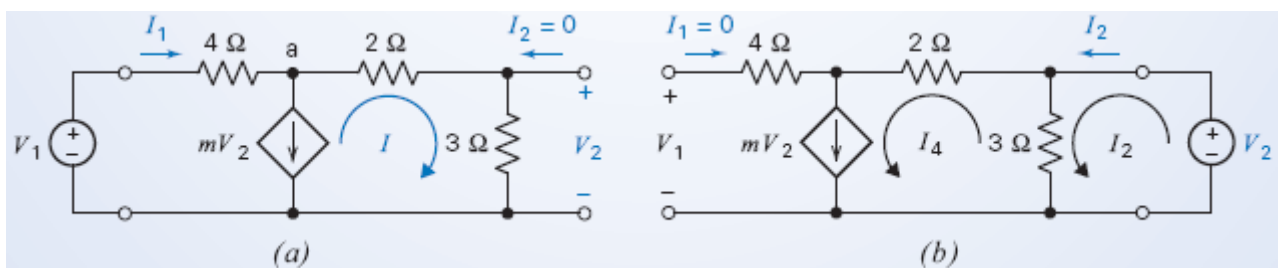 I₁ 4 Ω a 2 Ω I₂ = 0 I₁ = 0 4 Ω 2 Ω I₂
+ + +
V₁ + − mV₂ I 3 Ω V₂ V₁ mV₂ I₄ 3 Ω I₂ + − V₂
− −
(a) (b)